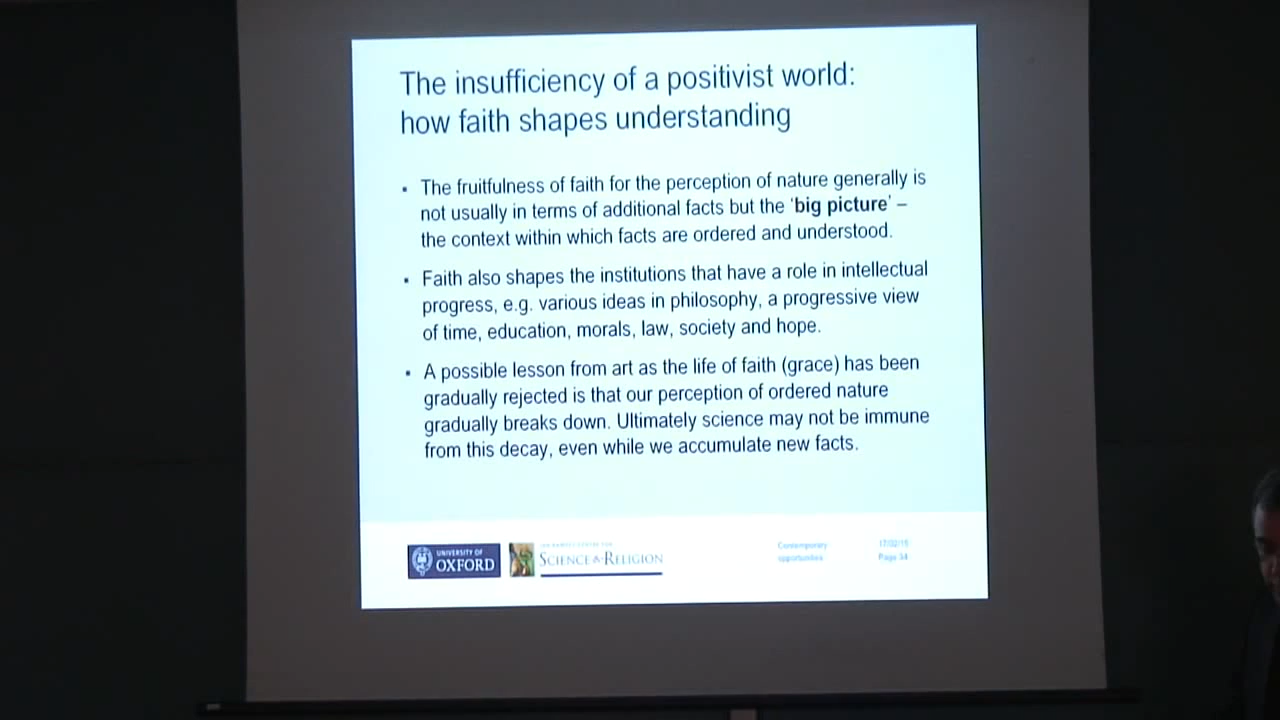 The insufficiency of a positivist world:
how faith shapes understanding
▪ The fruitfulness of faith for the perception of nature generally is
not usually in terms of additional facts but the ‘big picture’ –
the context within which facts are ordered and understood.
▪ Faith also shapes the institutions that have a role in intellectual
progress, e.g. various ideas in philosophy, a progressive view
of time, education, morals, law, society and hope.
▪ A possible lesson from art as the life of faith (grace) has been
gradually rejected is that our perception of ordered nature
gradually breaks down. Ultimately science may not be immune
from this decay, even while we accumulate new facts.
UNIVERSITY OF
OXFORD
SCIENCE & RELIGION
Contemporary
opportunities
Page 34